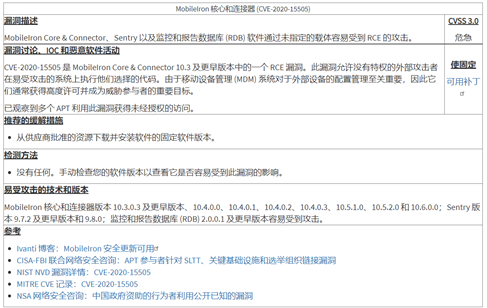 MobileIron 核心和连接器 (CVE-2020-15505)
漏洞描述
CVSS 3.0
MobileIron Core & Connector、Sentry 以及监控和报告数据库 (RDB) 软件通过未指定的载体容易受到 RCE 的攻击。
危急
漏洞讨论、IOC 和恶意软件活动
使固定
CVE-2020-15505 是 MobileIron Core & Connector 10.3 及更早版本中的一个 RCE 漏洞。此漏洞允许没有特权的外部攻击者
在易受攻击的系统上执行他们选择的代码。由于移动设备管理 (MDM) 系统对于外部设备的配置管理至关重要，因此它
们通常获得高度许可并成为威胁参与者的重要目标。
可用补丁
已观察到多个 APT 利用此漏洞获得未经授权的访问。
推荐的缓解措施
• 从供应商批准的资源下载并安装软件的固定软件版本。
检测方法
• 没有任何。手动检查您的软件版本以查看它是否容易受到此漏洞的影响。
易受攻击的技术和版本
MobileIron 核心和连接器版本 10.3.0.3 及更早版本、10.4.0.0、10.4.0.1、10.4.0.2、10.4.0.3、10.5.1.0、10.5.2.0 和 10.6.0.0；Sentry 版
本 9.7.2 及更早版本和 9.8.0；监控和报告数据库 (RDB) 2.0.0.1 及更早版本容易受到攻击。
参考
• Ivanti 博客：MobileIron 安全更新可用
• CISA-FBI 联合网络安全咨询：APT 参与者针对 SLTT、关键基础设施和选举组织链接漏洞
• NIST NVD 漏洞详情：CVE-2020-15505
• MITRE CVE 记录：CVE-2020-15505
• NSA 网络安全咨询：中国政府资助的行为者利用公开已知的漏洞